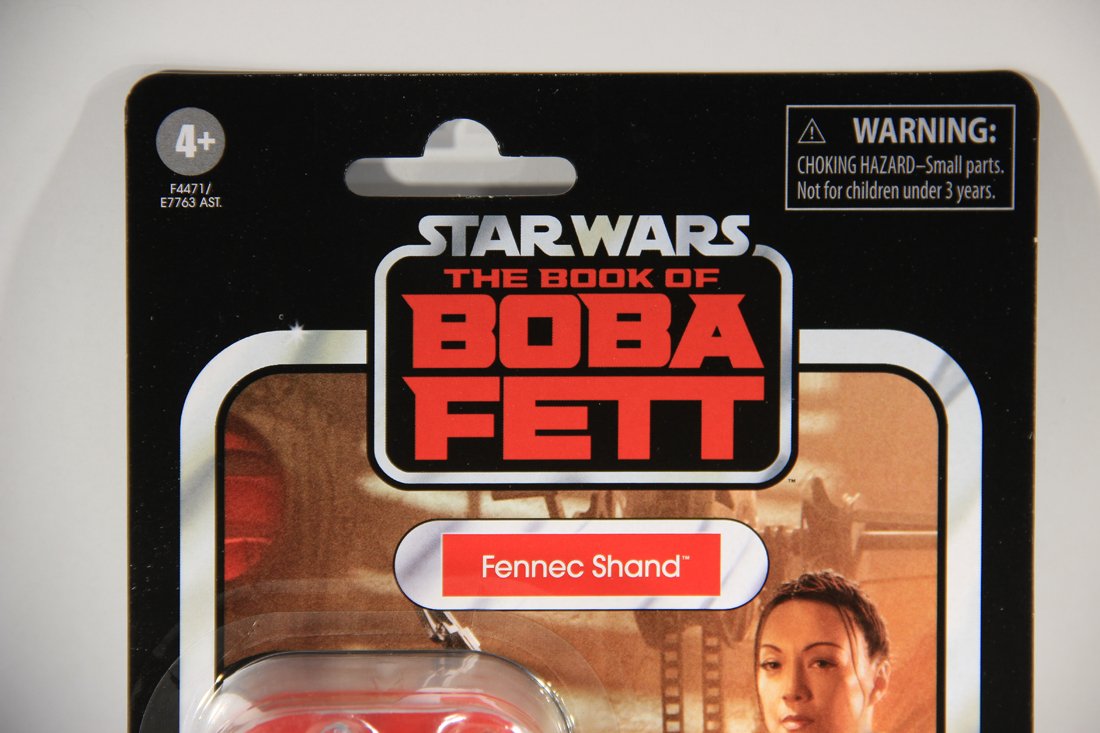 4+
F4471/
E7763 AST.
⚠ WARNING:
CHOKING HAZARD–Small parts.
Not for children under 3 years.
STAR WARS
THE BOOK OF
BOBA
FETT
™
Fennec Shand™